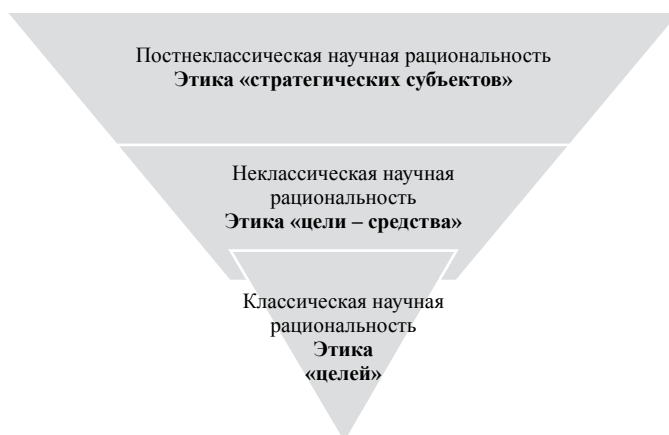 Постнеклассическая научная рациональность
Этика «стратегических субъектов»
Неклассическая научная
рациональность
Этика «цели – средства»
Классическая научная
рациональность
Этика
«целей»